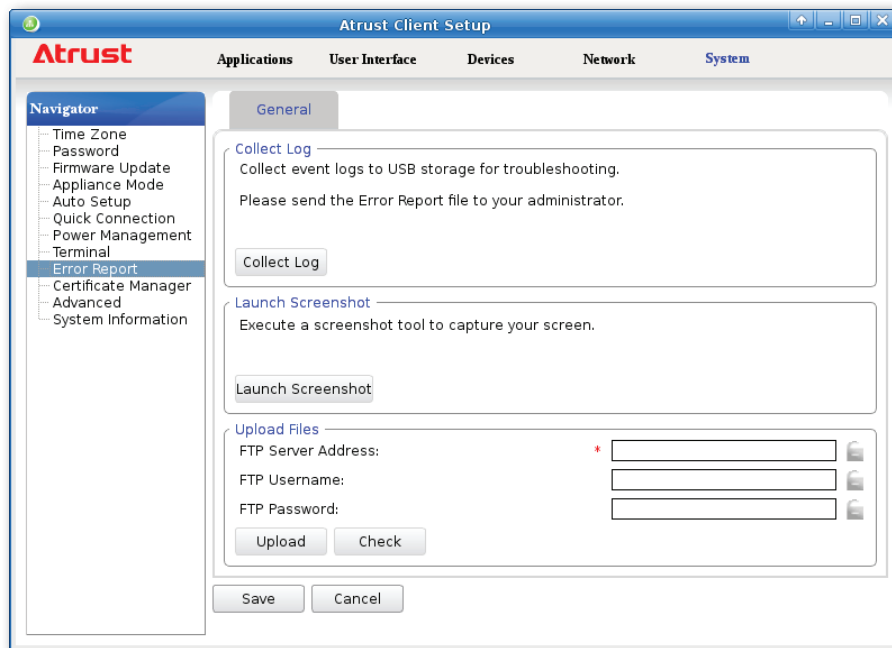 Atrust Client Setup
Atrust
Applications User Interface Devices Network System
Navigator
Time Zone
Password
Firmware Update
Appliance Mode
Auto Setup
Quick Connection
Power Management
Terminal
Error Report
Certificate Manager
Advanced
System Information
General
Collect Log
Collect event logs to USB storage for troubleshooting.
Please send the Error Report file to your administrator.
Collect Log
Launch Screenshot
Execute a screenshot tool to capture your screen.
Launch Screenshot
Upload Files
FTP Server Address: *
FTP Username:
FTP Password:
Upload Check
Save Cancel